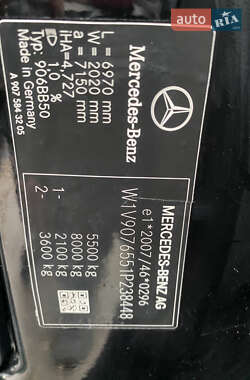 RIA
.com
Mercedes-Benz
L = 6970 mm
W = 2020 mm
a = 7150 mm
iHA=4,727
1,0 %
Typ: 906BB50
Made in Germany
A 907 584 32 05
MERCEDES-BENZ AG
e1*2007/46*0296
W1V9076551P238448
5500 kg
8000 kg
1- 2100 kg
2- 3600 kg